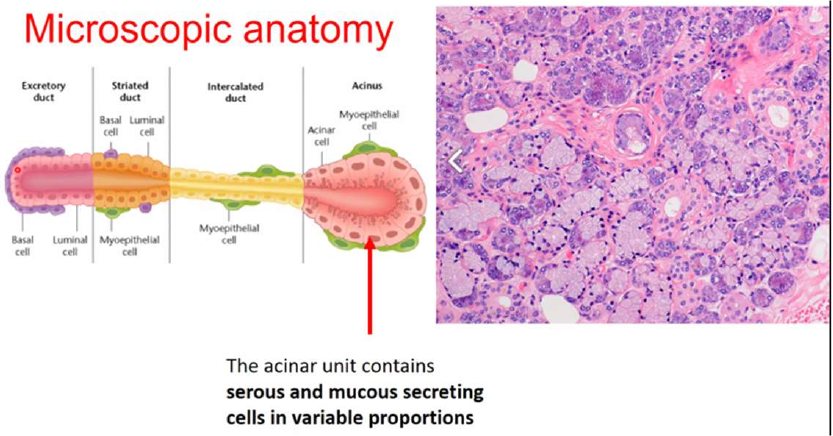 Microscopic anatomy
Excretory
duct
Striated
duct
Intercalated
duct
Acinus
Basal
cell
Luminal
cell
Acinar
cell
Myoepithelial
cell
Basal
cell
Luminal
cell
Myoepithelial
cell
Myoepithelial
cell
The acinar unit contains
serous and mucous secreting
cells in variable proportions